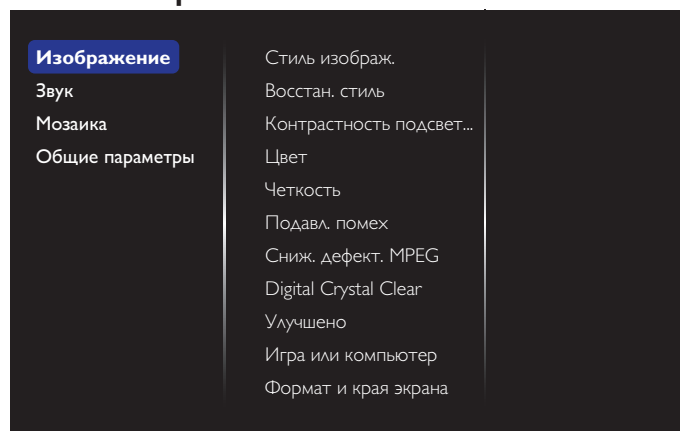 Изображение
Звук
Мозаика
Общие параметры
Стиль изображ.
Восстан. стиль
Контрастность подсвет...
Цвет
Четкость
Подавл. помех
Сниж. дефект. MPEG
Digital Crystal Clear
Улучшено
Игра или компьютер
Формат и края экрана